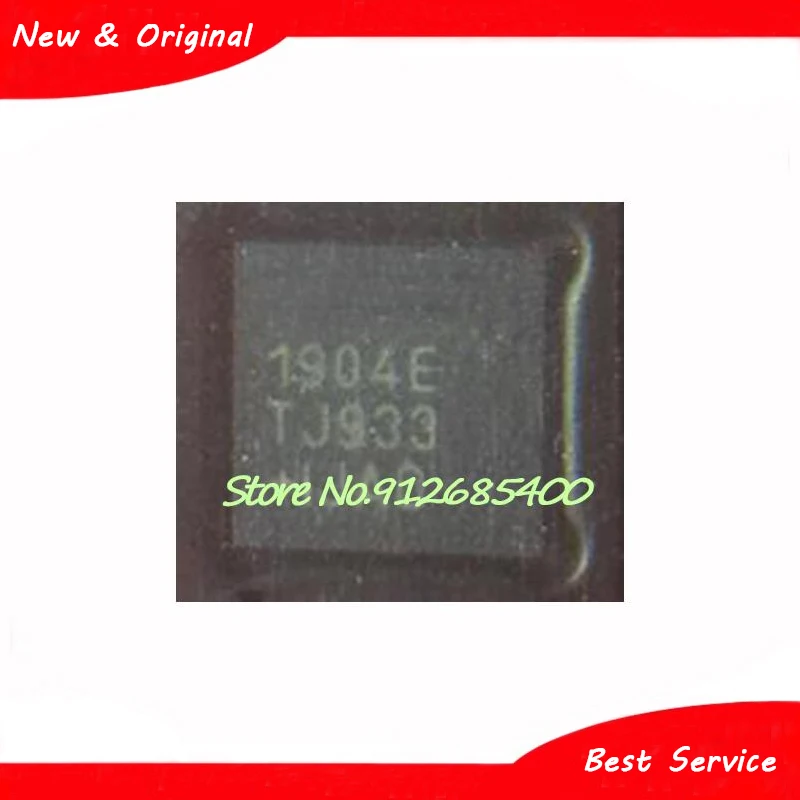 New & Original
1904E
TJ933
Store No.912685400
Best Service